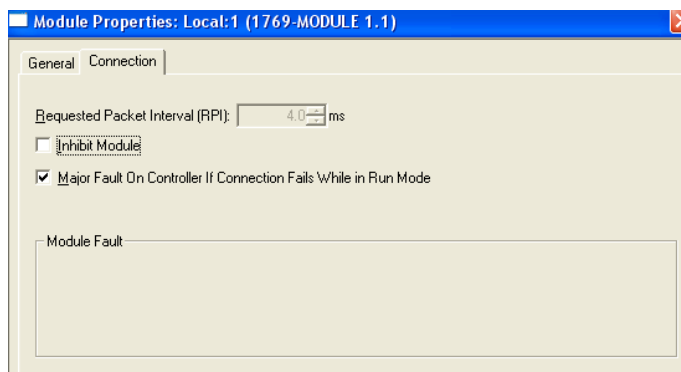 Module Properties: Local:1 (1769-MODULE 1.1)
General Connection
Requested Packet Interval (RPI): 4.0 ms
Inhibit Module
Major Fault On Controller If Connection Fails While in Run Mode
Module Fault